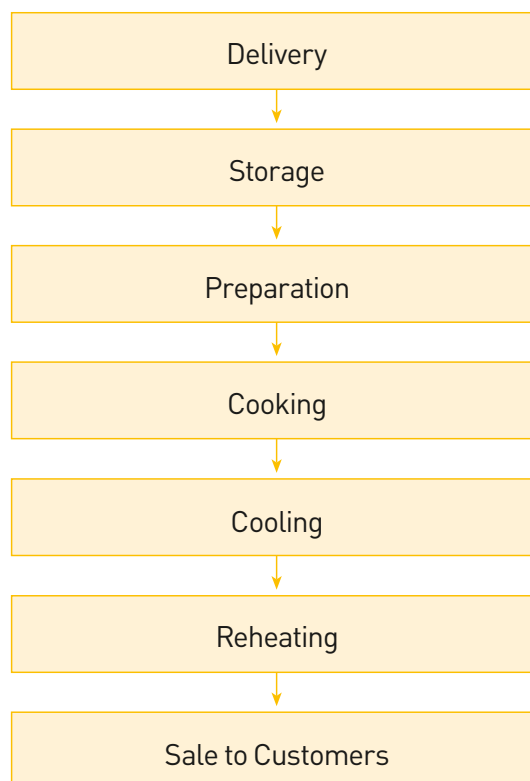 Delivery
Storage
Preparation
Cooking
Cooling
Reheating
Sale to Customers